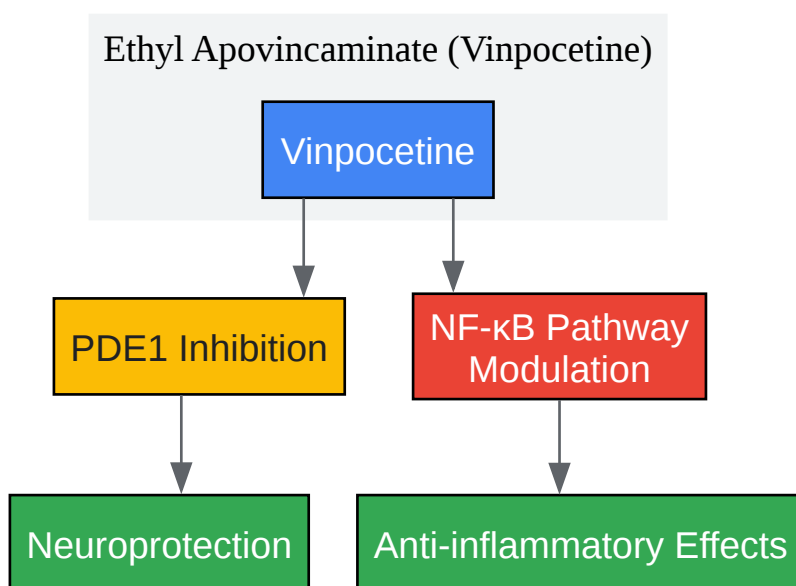 Ethyl Apovincaminate (Vinpocetine)
Vinpocetine
PDE1 Inhibition
NF-κB Pathway
Modulation
Neuroprotection
Anti-inflammatory Effects